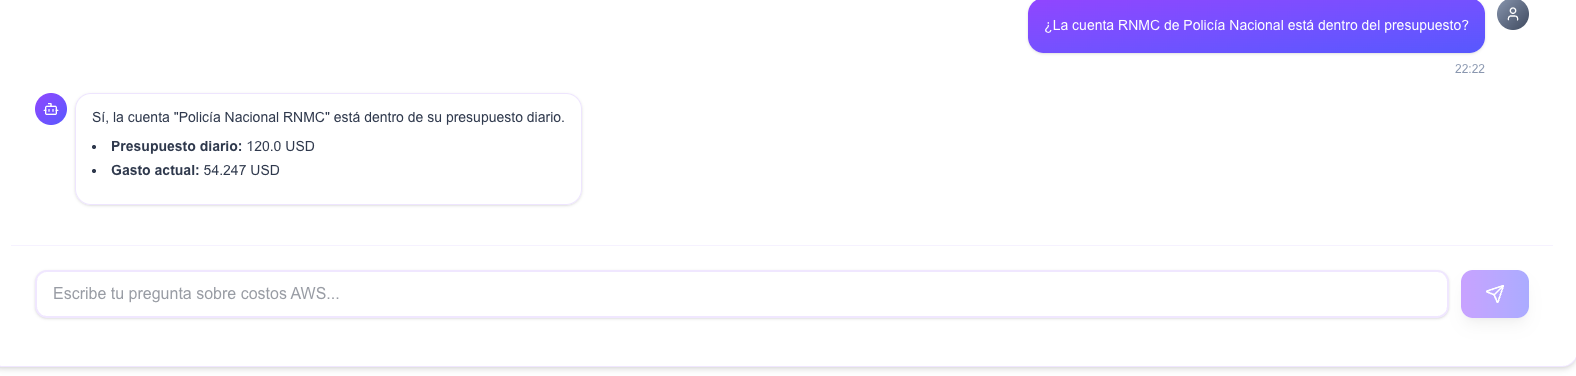 ¿La cuenta RNMC de Policía Nacional está dentro del presupuesto?
22:22
Sí, la cuenta "Policía Nacional RNMC" está dentro de su presupuesto diario.
• Presupuesto diario: 120.0 USD
• Gasto actual: 54.247 USD
Escribe tu pregunta sobre costos AWS...